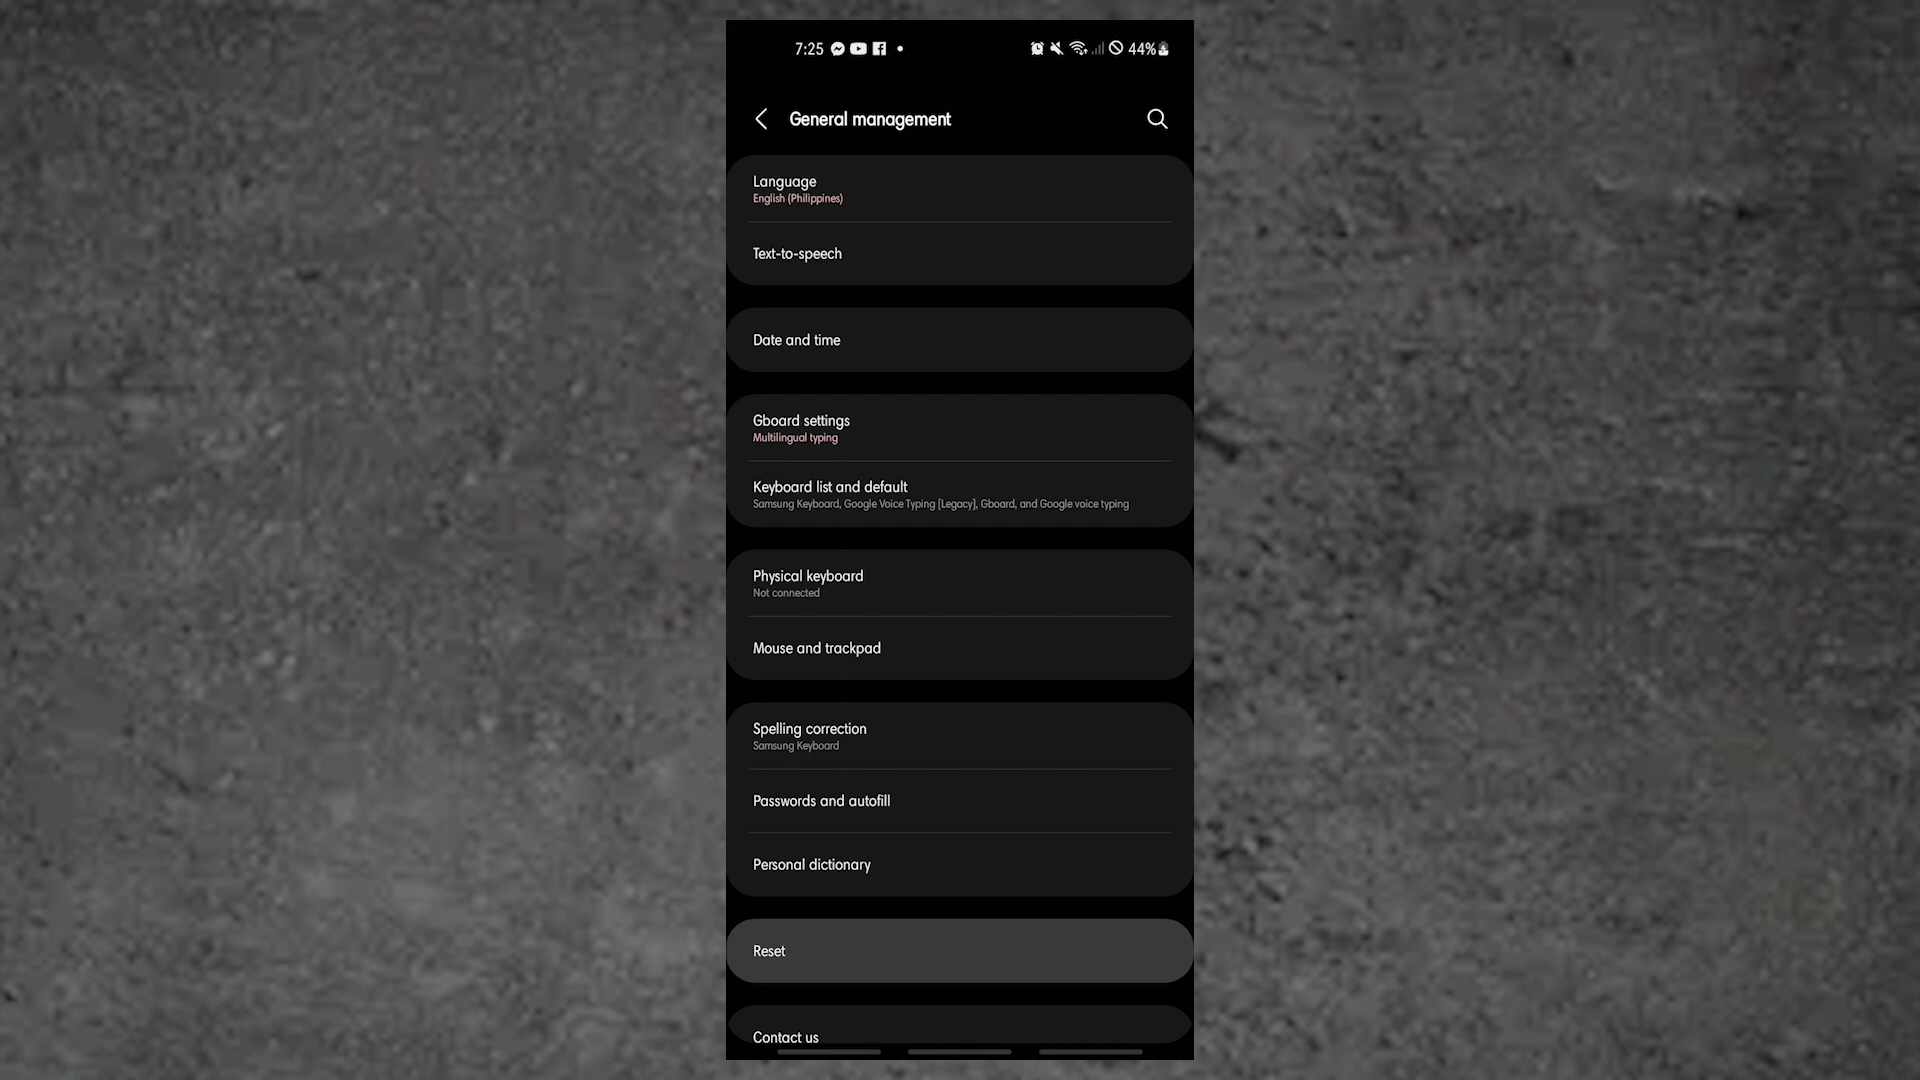 7:25 44%
General management
Language
English (Philippines)
Text-to-speech
Date and time
Gboard settings
Multilingual typing
Keyboard list and default
Samsung Keyboard, Google Voice Typing [Legacy], Gboard, and Google voice typing
Physical keyboard
Not connected
Mouse and trackpad
Spelling correction
Samsung Keyboard
Passwords and autofill
Personal dictionary
Reset
Contact us